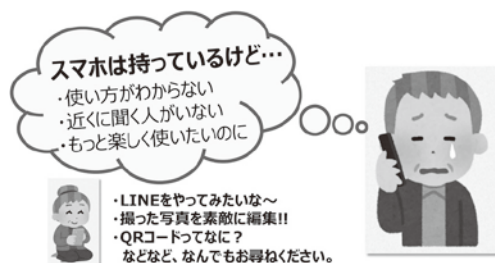 スマホは持っているけど…
・使い方がわからない
・近くに聞く人がいない
・もっと楽しく使いたいのに
・LINEをやってみたいな～
・撮った写真を素敵に編集!!
・QRコードってなに？
などなど、なんでもお尋ねください。